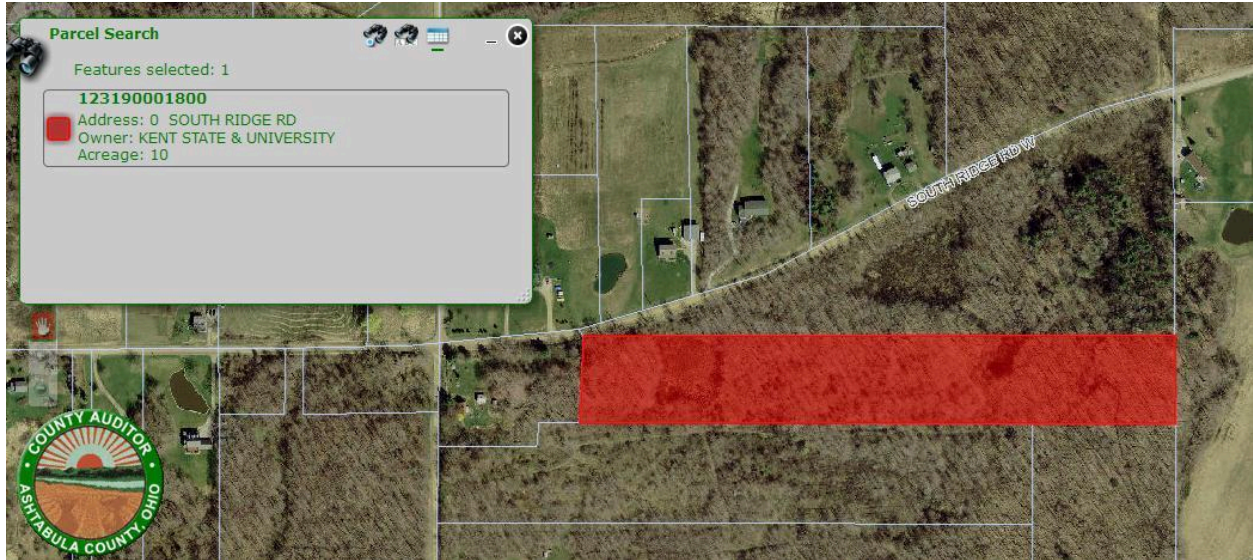 Parcel Search
Features selected: 1
123190001800
Address: 0 SOUTH RIDGE RD
Owner: KENT STATE & UNIVERSITY
Acreage: 10
SOUTH RIDGE RD W
COUNTY AUDITOR
ASHTABULA COUNTY, OHIO